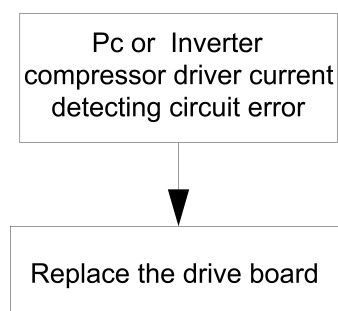 Pc or  Inverter
compressor driver current
detecting circuit error
Replace the drive board